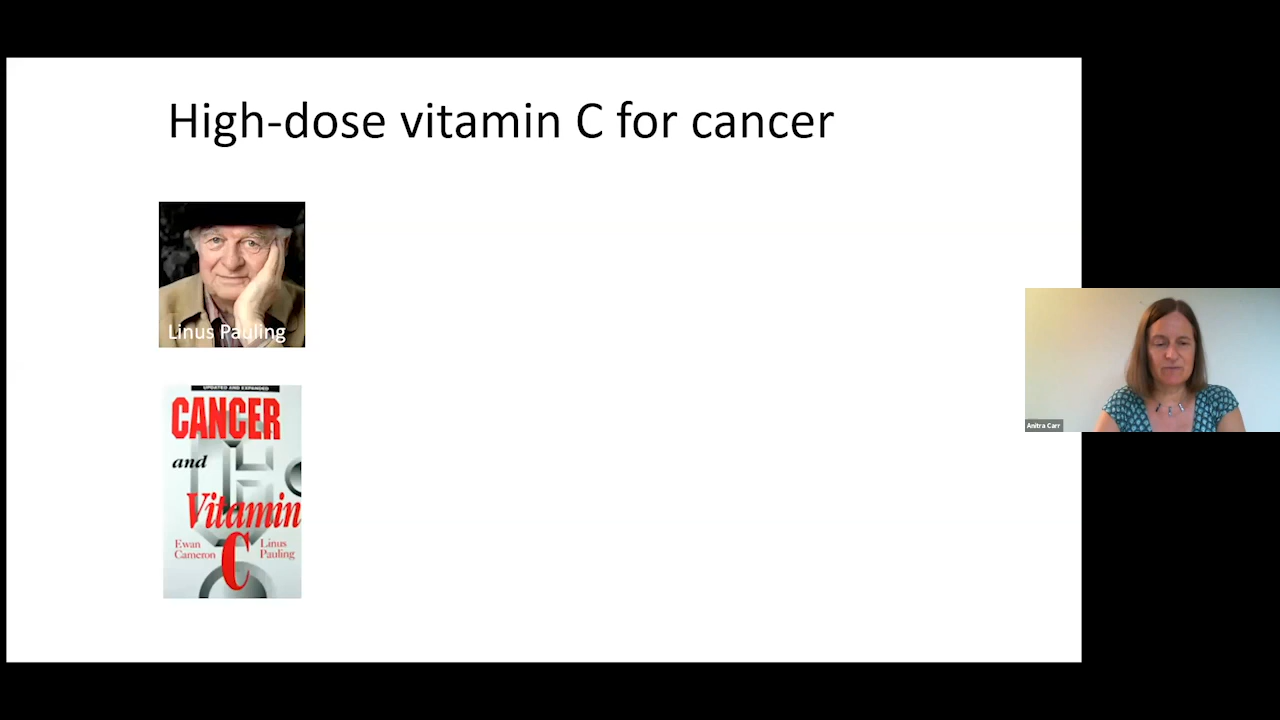 High-dose vitamin C for cancer
Linus Pauling
UPDATED AND EXPANDED
CANCER
and
Vitamin
C
Ewan
Cameron
Linus
Pauling
Anitra Carr